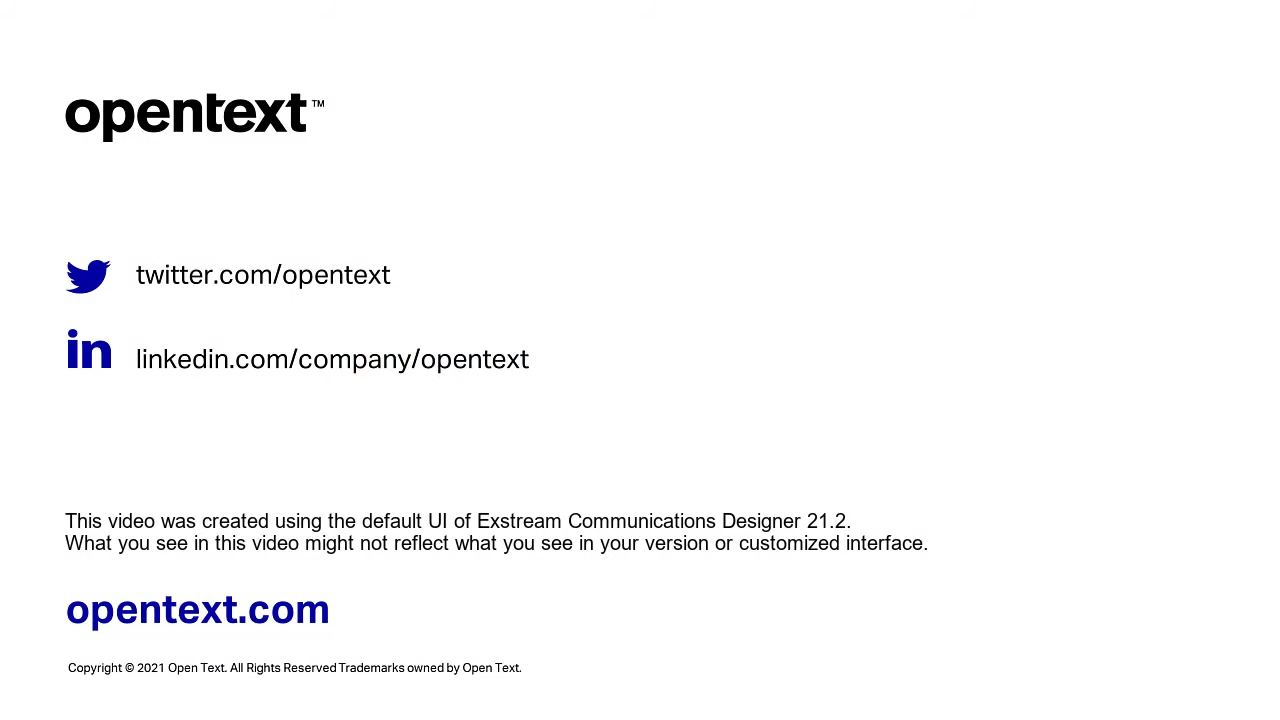 opentext™
twitter.com/opentext
in linkedin.com/company/opentext
This video was created using the default UI of Exstream Communications Designer 21.2.
What you see in this video might not reflect what you see in your version or customized interface.
opentext.com
Copyright © 2021 Open Text. All Rights Reserved Trademarks owned by Open Text.